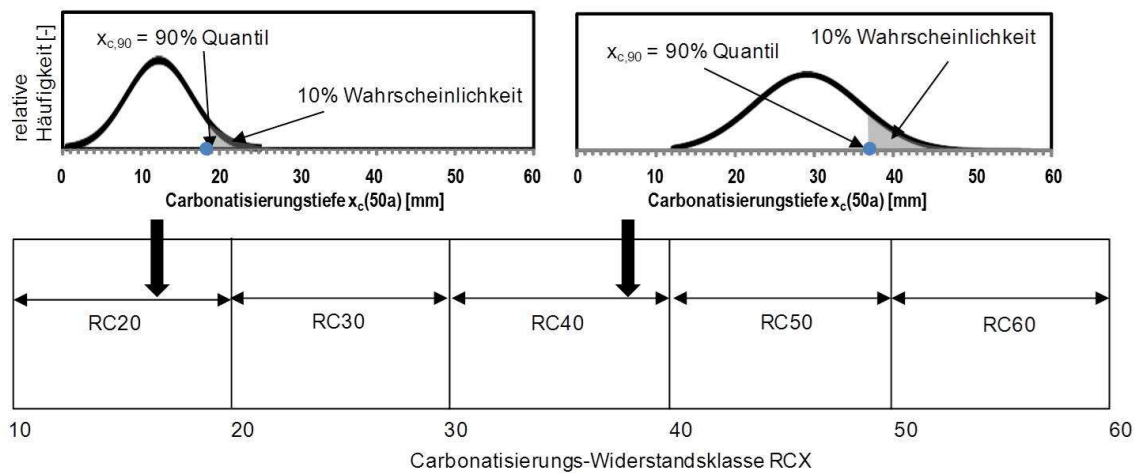 relative
Häufigkeit [-]
x_c,90 = 90% Quantil
10% Wahrscheinlichkeit
0 10 20 30 40 50 60
Carbonatisierungstiefe x_c(50a) [mm]
10% Wahrscheinlichkeit
x_c,90 = 90% Quantil
0 10 20 30 40 50 60
Carbonatisierungstiefe x_c(50a) [mm]
RC20 RC30 RC40 RC50 RC60
10 20 30 40 50 60
Carbonatisierungs-Widerstandsklasse RCX